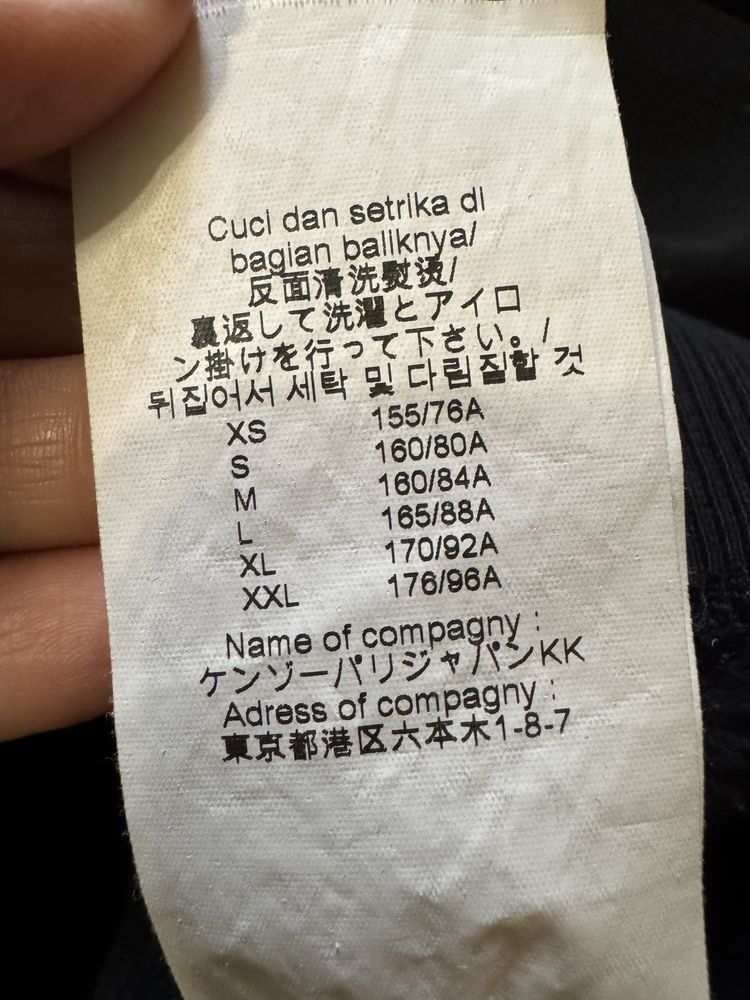 Cuci dan setrika di
bagian baliknya/
反面清洗熨烫/
裏返して洗濯とアイロ
ン掛けを行って下さい。/
뒤집어서 세탁 및 다림질할 것
XS 155/76A
S 160/80A
M 160/84A
L 165/88A
XL 170/92A
XXL 176/96A
Name of compagny :
ケンゾーパリジャパンKK
Adress of compagny :
東京都港区六本木1-8-7